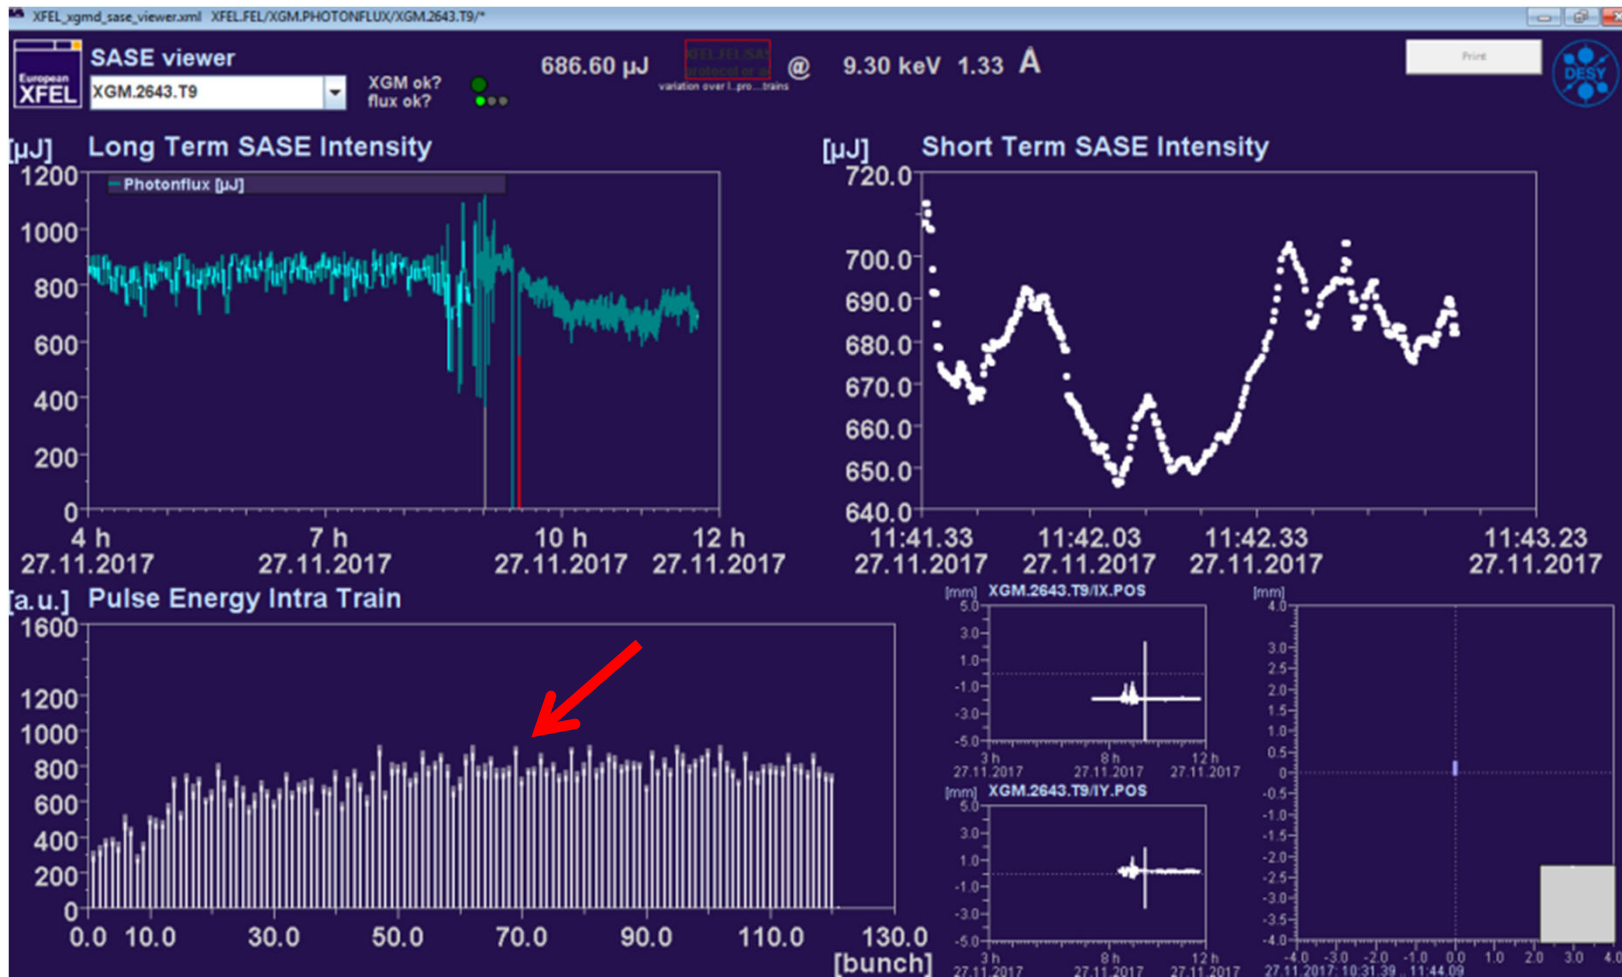 XFEL_xgmd_sase_viewer.xml XFEL.FEL/XGM.PHOTONFLUX/XGM.2643.T9/*
European
XFEL
SASE viewer
XGM.2643.T9
XGM ok?
flux ok?
686.60 µJ
XFEL.FEL/SAS
protocol or a
variation over l..pro...trains
@ 9.30 keV 1.33 Å
Print
DESY
[µJ] Long Term SASE Intensity
Photonflux [µJ]
1200
1000
800
600
400
200
0
4 h 7 h 10 h 12 h
27.11.2017 27.11.2017 27.11.2017 27.11.2017
[µJ] Short Term SASE Intensity
720.0
700.0
690.0
680.0
670.0
660.0
650.0
640.0
11:41.33 11:42.03 11:42.33 11:43.23
27.11.2017 27.11.2017 27.11.2017 27.11.2017
[a.u.] Pulse Energy Intra Train
1600
1200
1000
800
600
400
200
0
0.0 10.0 30.0 50.0 70.0 90.0 110.0 130.0
[bunch]
[mm] XGM.2643.T9/IX.POS
5.0
3.0
1.0
-1.0
-3.0
-5.0
3 h 8 h 12 h
27.11.2017 27.11.2017 27.11.2017
[mm] XGM.2643.T9/IY.POS
5.0
3.0
1.0
-1.0
-3.0
-5.0
3 h 8 h 12 h
27.11.2017 27.11.2017 27.11.2017
[mm]
4.0
3.0
2.5
2.0
1.0
0.5
0
-0.5
-1.0
-1.5
-2.0
-2.5
-3.0
-3.5
-4.0
-4.0 -3.0 -2.0 -1.0 0.0 1.0 2.0 3.0
27.11.2017: 10:31.39 .. 11:44.09